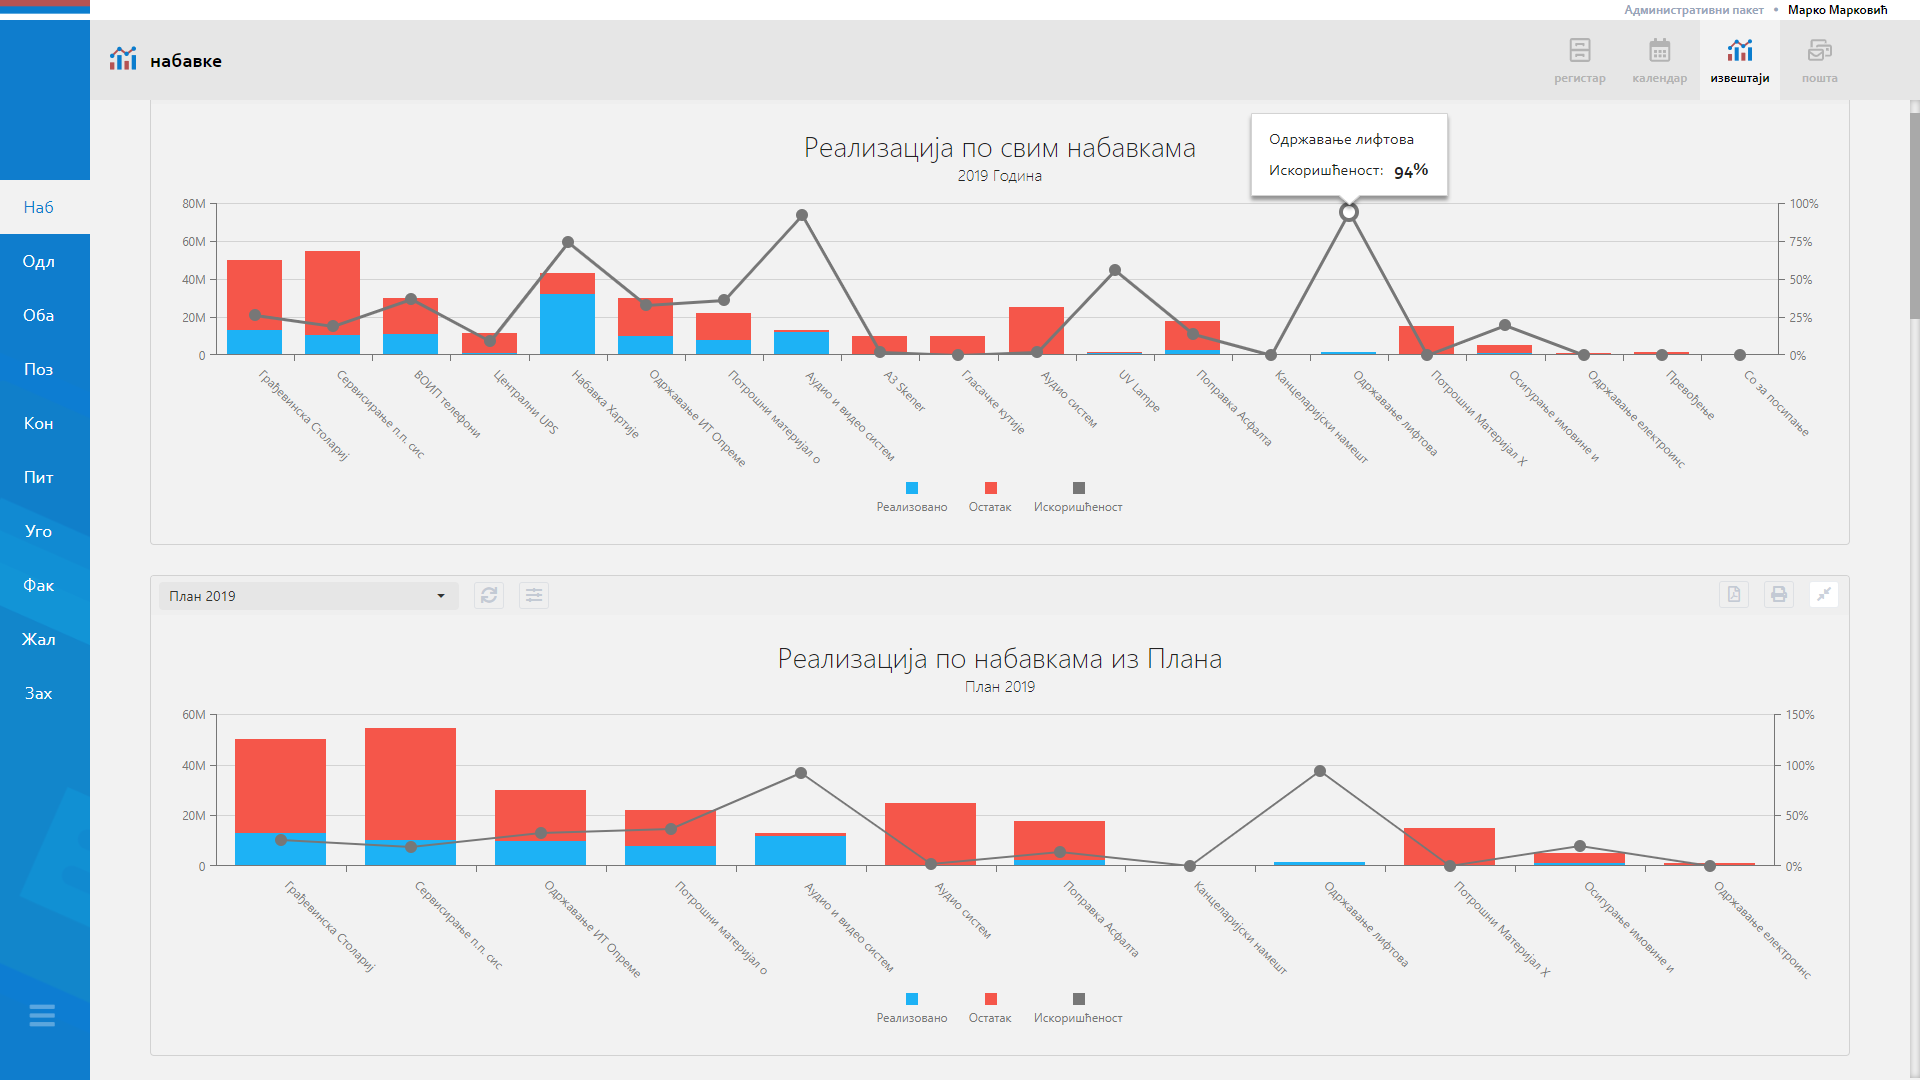 Административни пакет • Марко Марковић
набавке
регистар
календар
извештаји
пошта
Наб
Одл
Оба
Поз
Кон
Пит
Уго
Фак
Жал
Зах
Реализација по свим набавкама
2019 Година
Одржавање лифтова
Искоришћеност: 94%
80M
60M
40M
20M
0
100%
75%
50%
25%
0%
Грађевинска Столариј
Сервисирање п.п. сис
ВОИП телефони
Централни UPS
Набавка Хартије
Одржавање ИТ Опреме
Потрошни материјал о
Аудио и видео систем
A3 Skener
Гласачке кутије
Аудио систем
UV Lampe
Поправка Асфалта
Канцеларијски намешт
Одржавање лифтова
Потрошни Материјал Х
Осигурање имовине и
Одржавање електроинс
Превођење
Со за посипање
Реализовано
Остатак
Искоришћеност
План 2019
Реализација по набавкама из Плана
План 2019
60M
40M
20M
0
150%
100%
50%
0%
Грађевинска Столариј
Сервисирање п.п. сис
Одржавање ИТ Опреме
Потрошни материјал о
Аудио и видео систем
Аудио систем
Поправка Асфалта
Канцеларијски намешт
Одржавање лифтова
Потрошни Материјал Х
Осигурање имовине и
Одржавање електроинс
Реализовано
Остатак
Искоришћеност